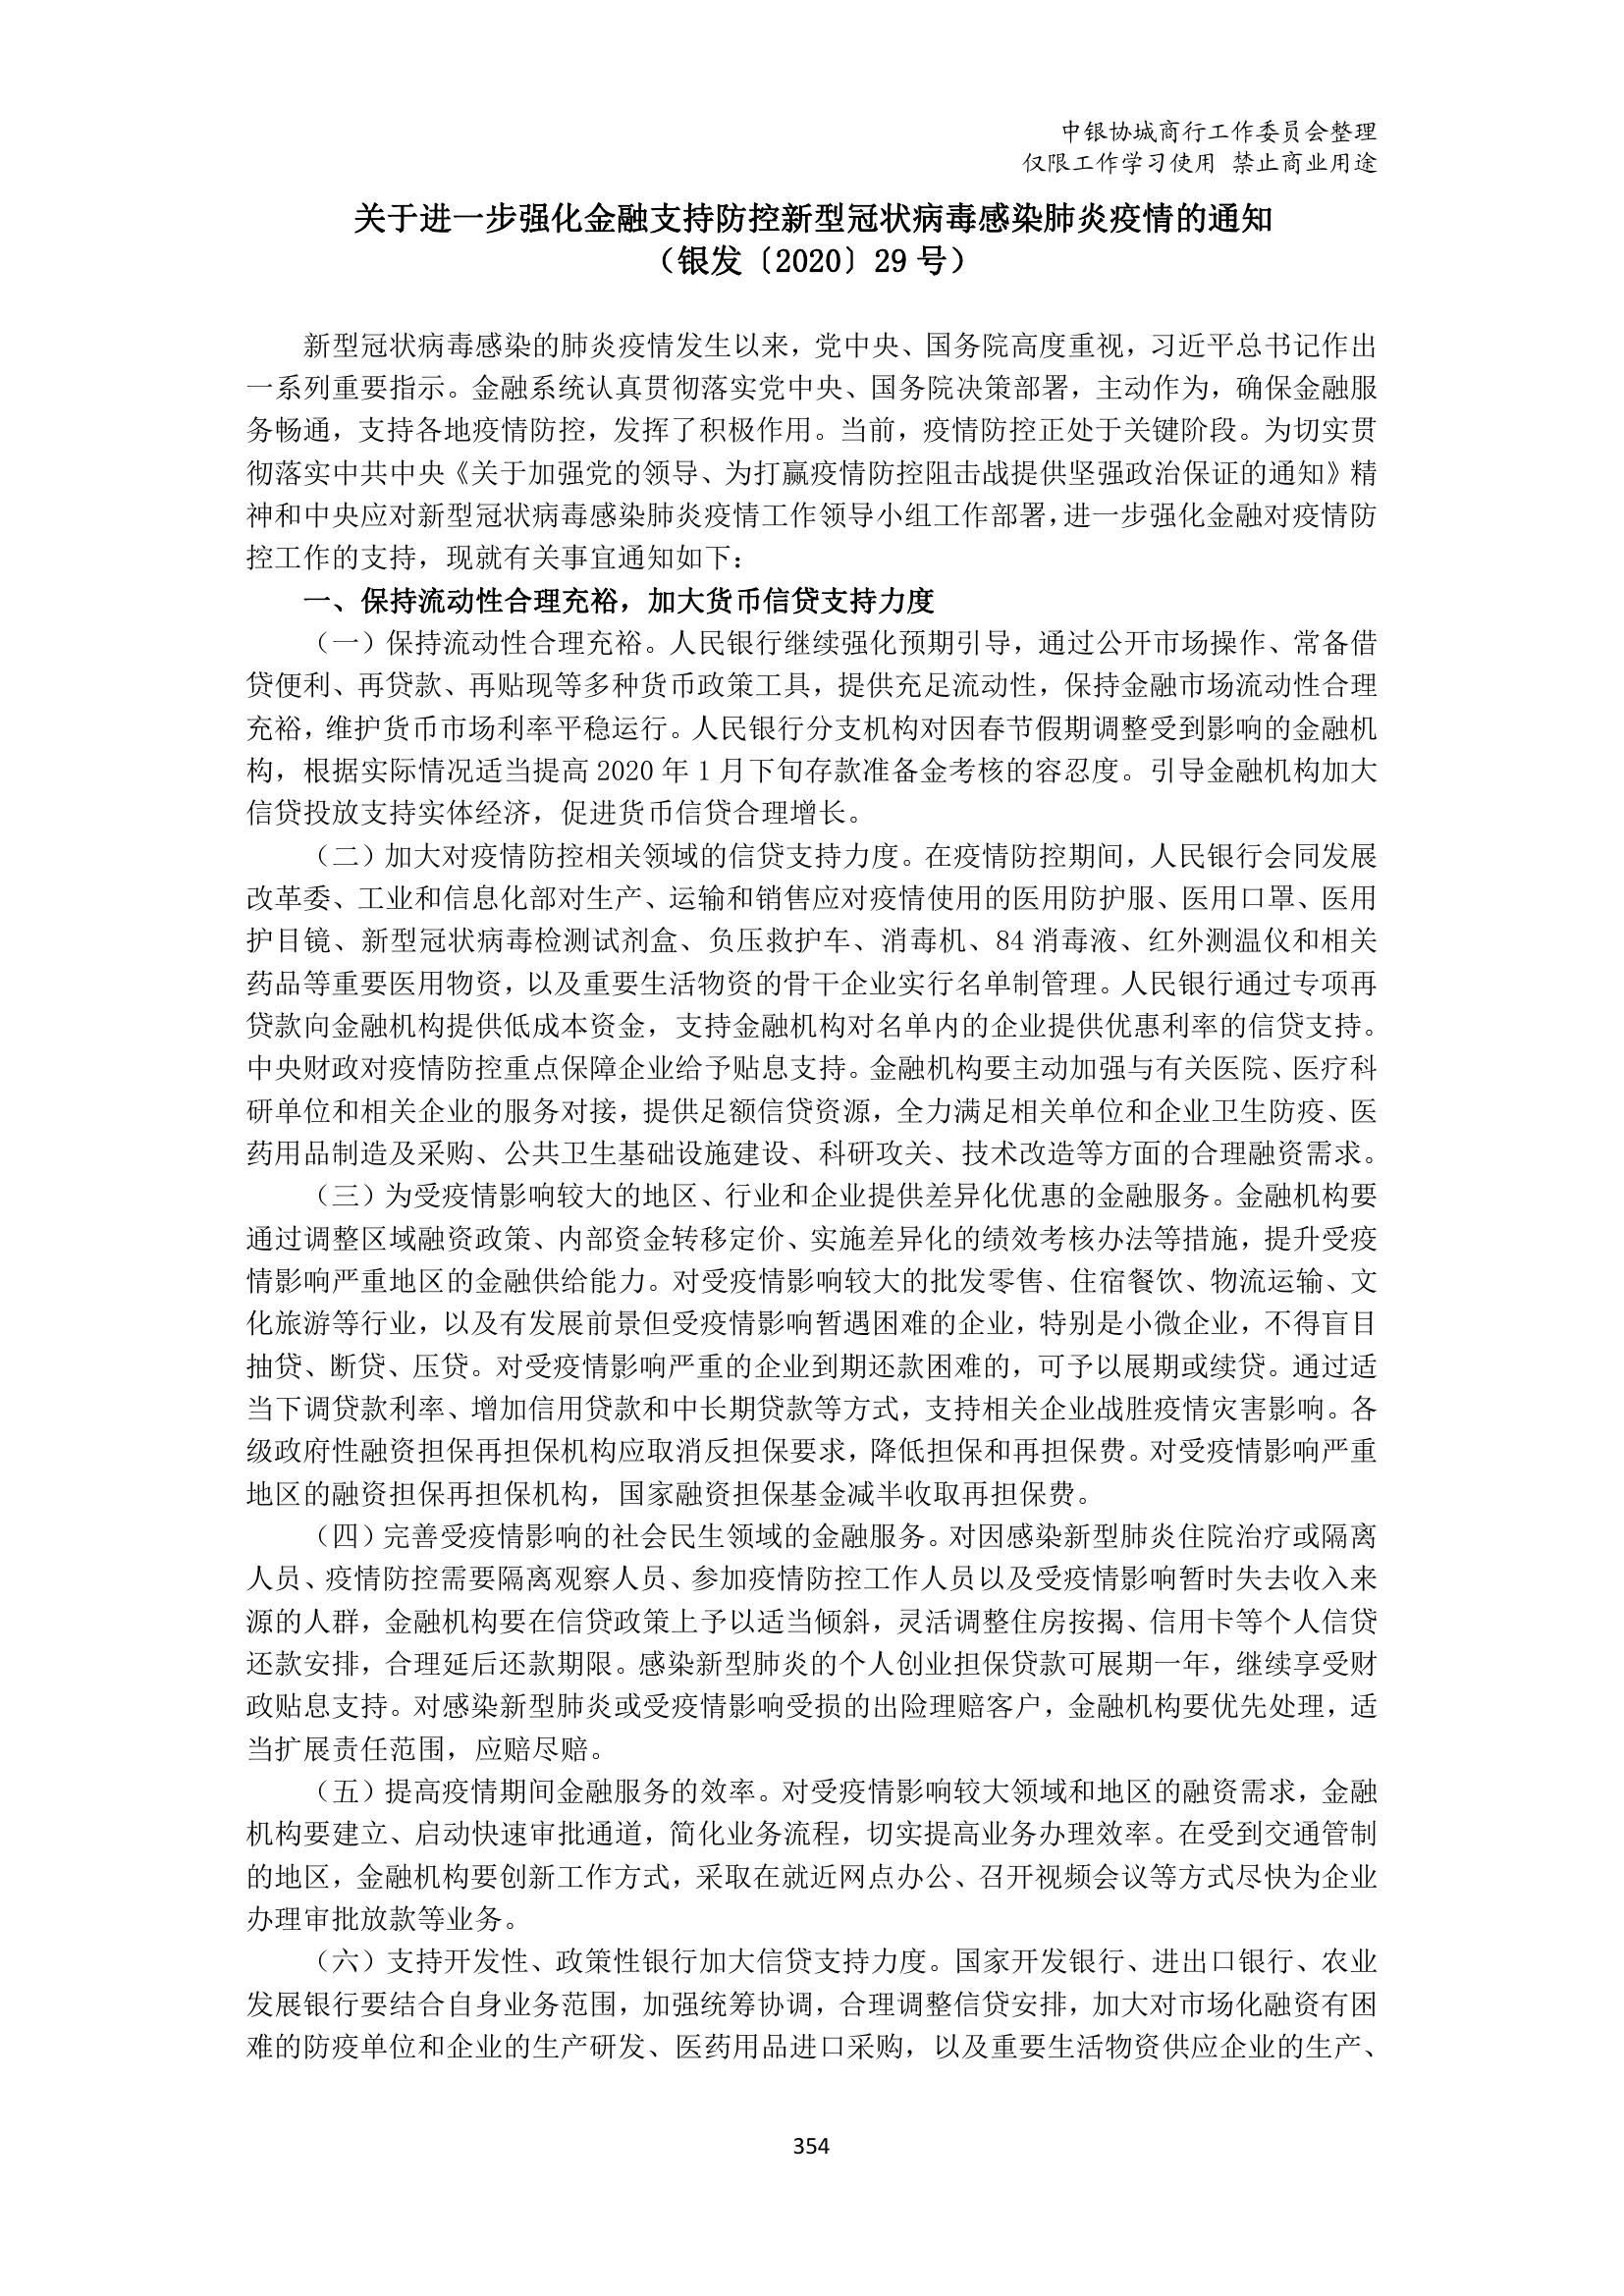 中银协城商行工作委员会整理
仅限工作学习使用 禁止商业用途
关于进一步强化金融支持防控新型冠状病毒感染肺炎疫情的通知
（银发〔2020〕29 号）
新型冠状病毒感染的肺炎疫情发生以来，党中央、国务院高度重视，习近平总书记作出
一系列重要指示。金融系统认真贯彻落实党中央、国务院决策部署，主动作为，确保金融服
务畅通，支持各地疫情防控，发挥了积极作用。当前，疫情防控正处于关键阶段。为切实贯
彻落实中共中央《关于加强党的领导、为打赢疫情防控阻击战提供坚强政治保证的通知》精
神和中央应对新型冠状病毒感染肺炎疫情工作领导小组工作部署，进一步强化金融对疫情防
控工作的支持，现就有关事宜通知如下：
一、保持流动性合理充裕，加大货币信贷支持力度
（一）保持流动性合理充裕。人民银行继续强化预期引导，通过公开市场操作、常备借
贷便利、再贷款、再贴现等多种货币政策工具，提供充足流动性，保持金融市场流动性合理
充裕，维护货币市场利率平稳运行。人民银行分支机构对因春节假期调整受到影响的金融机
构，根据实际情况适当提高 2020 年 1 月下旬存款准备金考核的容忍度。引导金融机构加大
信贷投放支持实体经济，促进货币信贷合理增长。
（二）加大对疫情防控相关领域的信贷支持力度。在疫情防控期间，人民银行会同发展
改革委、工业和信息化部对生产、运输和销售应对疫情使用的医用防护服、医用口罩、医用
护目镜、新型冠状病毒检测试剂盒、负压救护车、消毒机、84 消毒液、红外测温仪和相关
药品等重要医用物资，以及重要生活物资的骨干企业实行名单制管理。人民银行通过专项再
贷款向金融机构提供低成本资金，支持金融机构对名单内的企业提供优惠利率的信贷支持。
中央财政对疫情防控重点保障企业给予贴息支持。金融机构要主动加强与有关医院、医疗科
研单位和相关企业的服务对接，提供足额信贷资源，全力满足相关单位和企业卫生防疫、医
药用品制造及采购、公共卫生基础设施建设、科研攻关、技术改造等方面的合理融资需求。
（三）为受疫情影响较大的地区、行业和企业提供差异化优惠的金融服务。金融机构要
通过调整区域融资政策、内部资金转移定价、实施差异化的绩效考核办法等措施，提升受疫
情影响严重地区的金融供给能力。对受疫情影响较大的批发零售、住宿餐饮、物流运输、文
化旅游等行业，以及有发展前景但受疫情影响暂遇困难的企业，特别是小微企业，不得盲目
抽贷、断贷、压贷。对受疫情影响严重的企业到期还款困难的，可予以展期或续贷。通过适
当下调贷款利率、增加信用贷款和中长期贷款等方式，支持相关企业战胜疫情灾害影响。各
级政府性融资担保再担保机构应取消反担保要求，降低担保和再担保费。对受疫情影响严重
地区的融资担保再担保机构，国家融资担保基金减半收取再担保费。
（四）完善受疫情影响的社会民生领域的金融服务。对因感染新型肺炎住院治疗或隔离
人员、疫情防控需要隔离观察人员、参加疫情防控工作人员以及受疫情影响暂时失去收入来
源的人群，金融机构要在信贷政策上予以适当倾斜，灵活调整住房按揭、信用卡等个人信贷
还款安排，合理延后还款期限。感染新型肺炎的个人创业担保贷款可展期一年，继续享受财
政贴息支持。对感染新型肺炎或受疫情影响受损的出险理赔客户，金融机构要优先处理，适
当扩展责任范围，应赔尽赔。
（五）提高疫情期间金融服务的效率。对受疫情影响较大领域和地区的融资需求，金融
机构要建立、启动快速审批通道，简化业务流程，切实提高业务办理效率。在受到交通管制
的地区，金融机构要创新工作方式，采取在就近网点办公、召开视频会议等方式尽快为企业
办理审批放款等业务。
（六）支持开发性、政策性银行加大信贷支持力度。国家开发银行、进出口银行、农业
发展银行要结合自身业务范围，加强统筹协调，合理调整信贷安排，加大对市场化融资有困
难的防疫单位和企业的生产研发、医药用品进口采购，以及重要生活物资供应企业的生产、
354